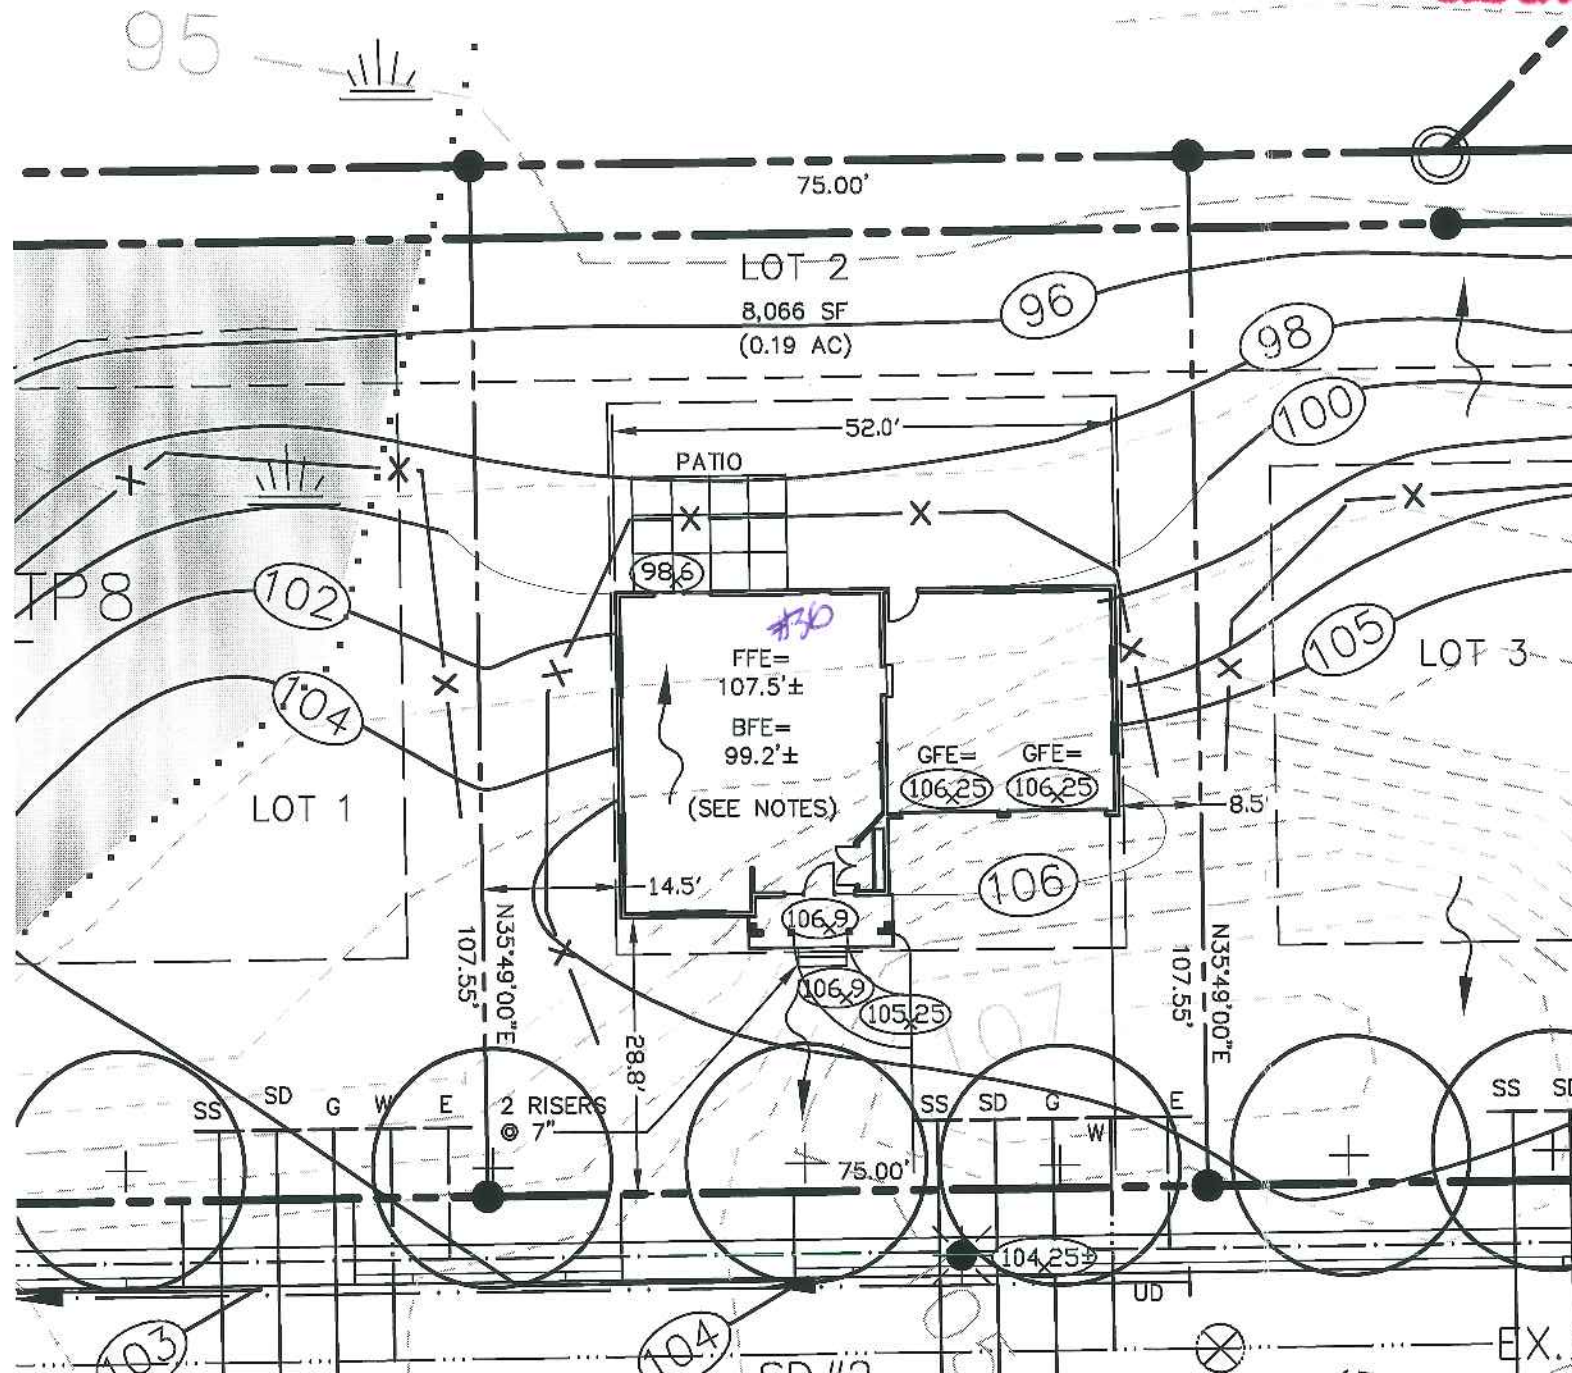 95
75.00'
LOT 2
8,066 SF
(0.19 AC)
96
98
100
52.0'
PATIO
98.6
TP8
102
#36
FFE=
107.5'±
BFE=
99.2'±
(SEE NOTES)
GFE=
106.25
GFE=
106.25
105
LOT 3
104
LOT 1
8.5'
14.5'
106
106.9
N35°49'00"E
107.55'
N35°49'00"E
107.55'
106.9
105.25
107
28.8'
SS
SD
G
W
E
2 RISERS
@ 7"
SS
SD
G
W
E
SS
SD
75.00'
104.25±
UD
103
104
SD #2
EX.